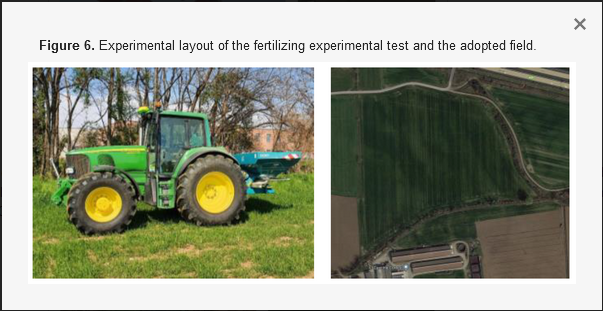 Figure 6. Experimental layout of the fertilizing experimental test and the adopted field.